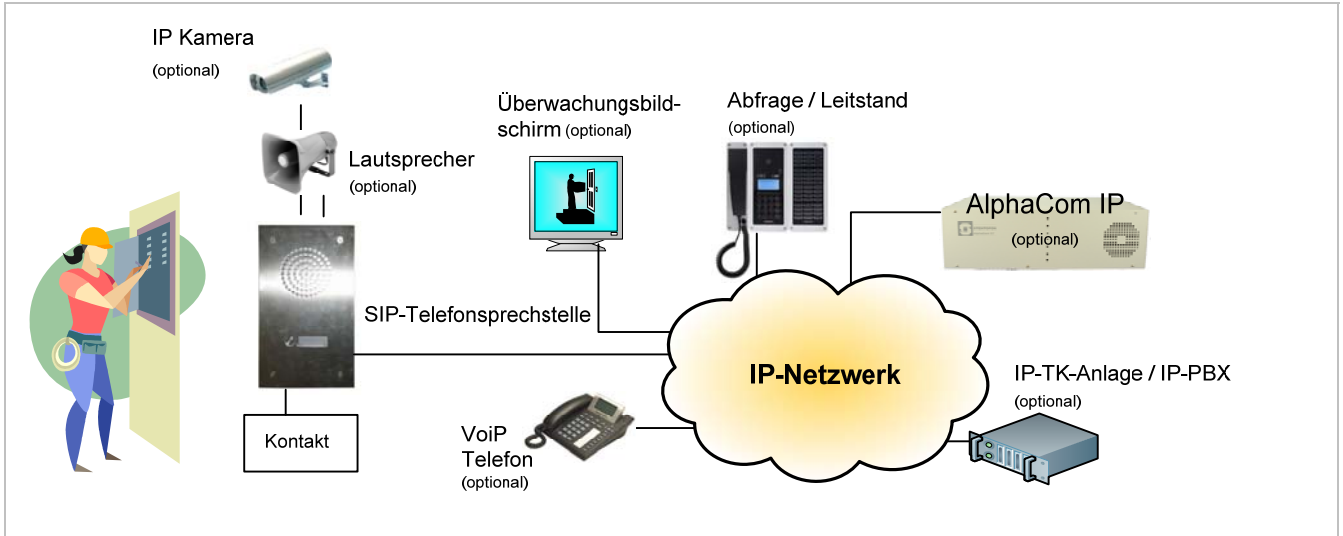 IP Kamera
(optional)
Lautsprecher
(optional)
Überwachungsbild-
schirm (optional)
Abfrage / Leitstand
(optional)
AlphaCom IP
(optional)
SIP-Telefonsprechstelle
IP-Netzwerk
IP-TK-Anlage / IP-PBX
(optional)
Kontakt
VoiP
Telefon
(optional)